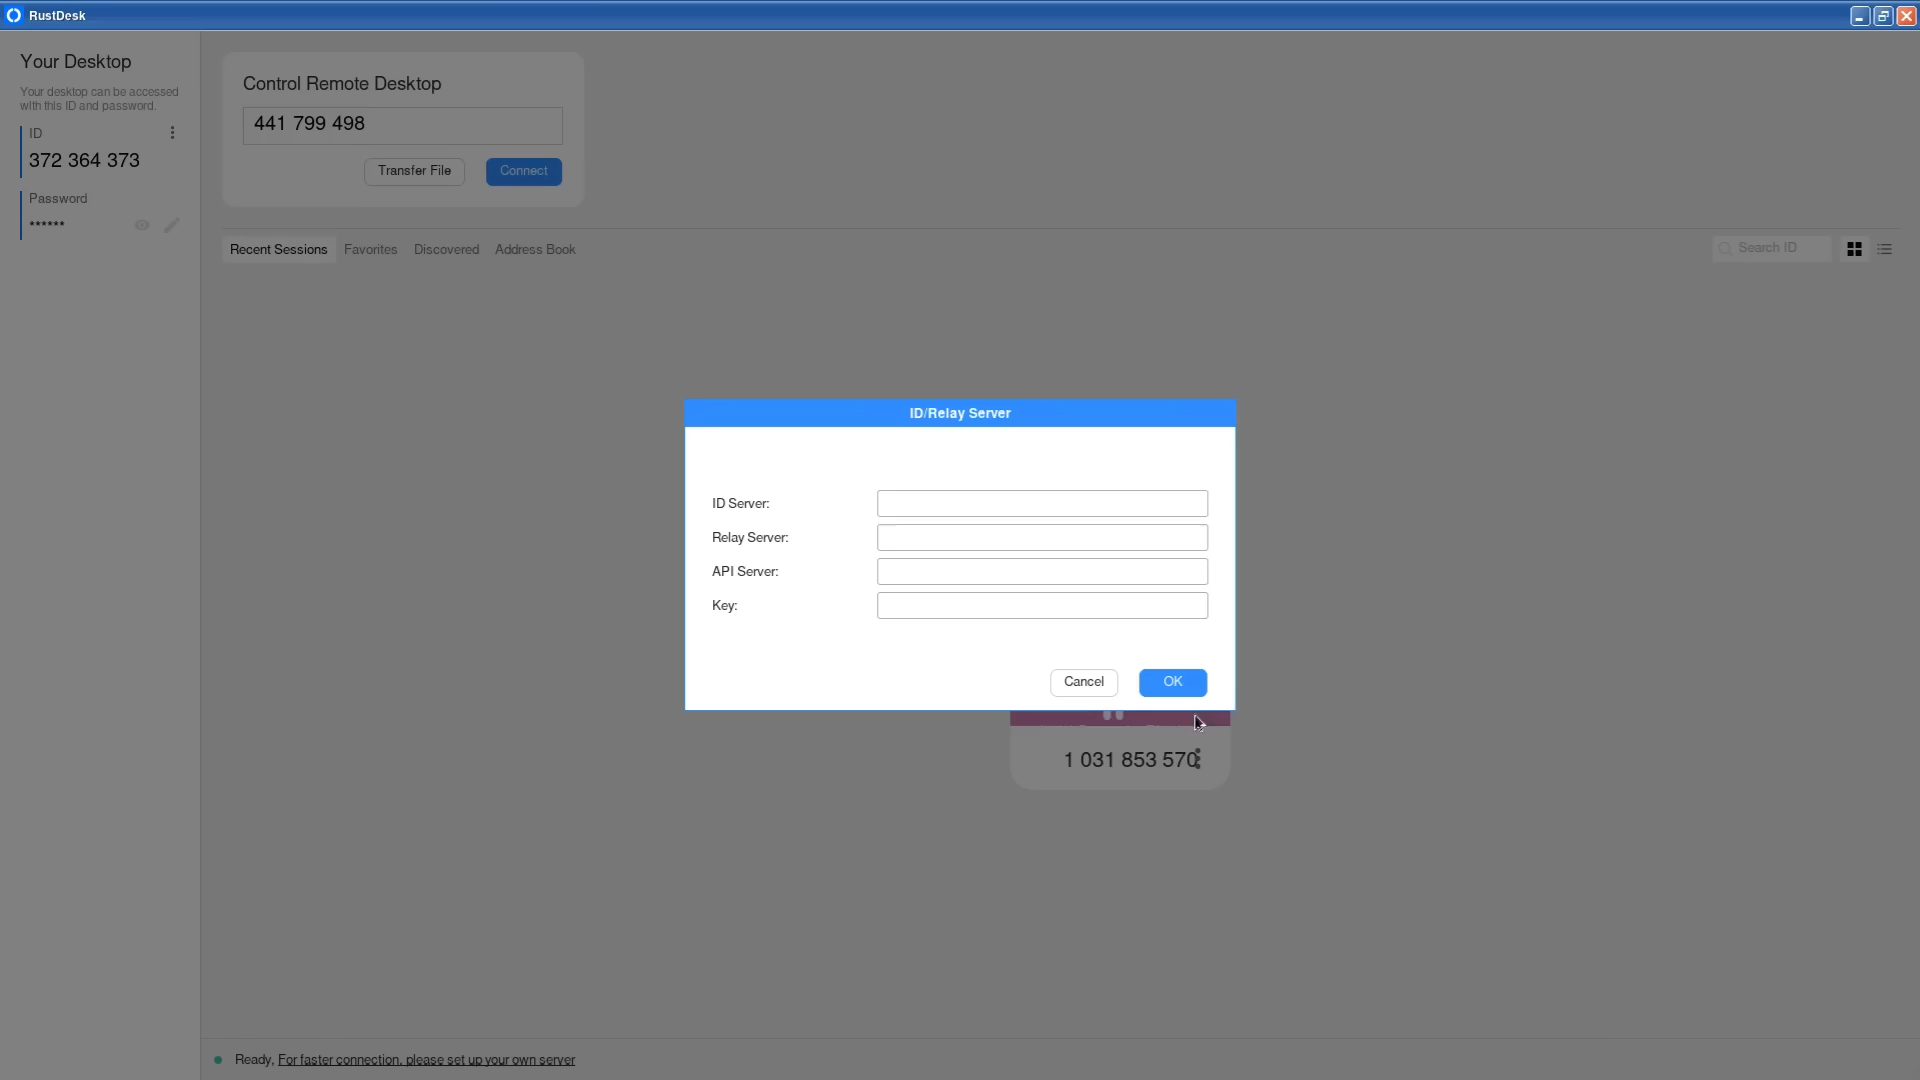 RustDesk
Your Desktop
Your desktop can be accessed
with this ID and password.
ID
372 364 373
Password
******
Control Remote Desktop
441 799 498
Transfer File
Connect
Recent Sessions
Favorites
Discovered
Address Book
Search ID
ID/Relay Server
ID Server:
Relay Server:
API Server:
Key:
Cancel
OK
1 031 853 570
Ready, For faster connection, please set up your own server